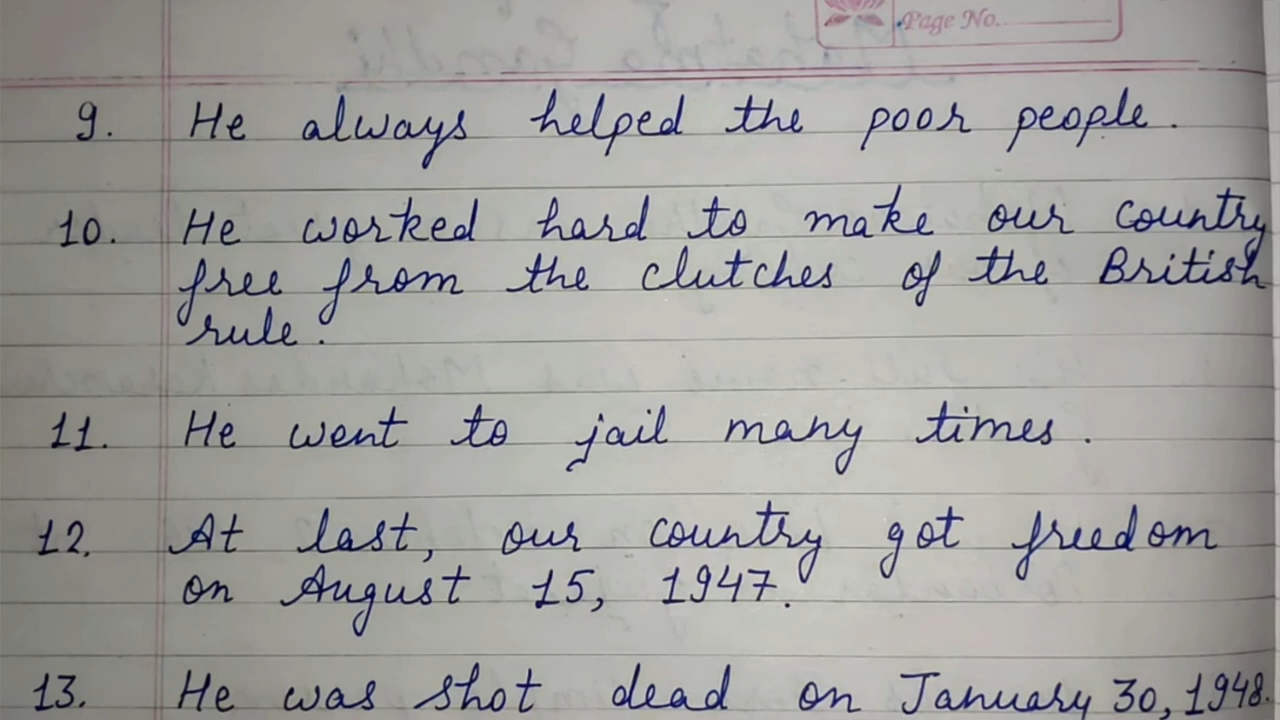 Page No.
9. He always helped the poor people.
10. He worked hard to make our country
free from the clutches of the British
rule.
11. He went to jail many times.
12. At last, our country got freedom
on August 15, 1947.
13. He was shot dead on January 30, 1948.